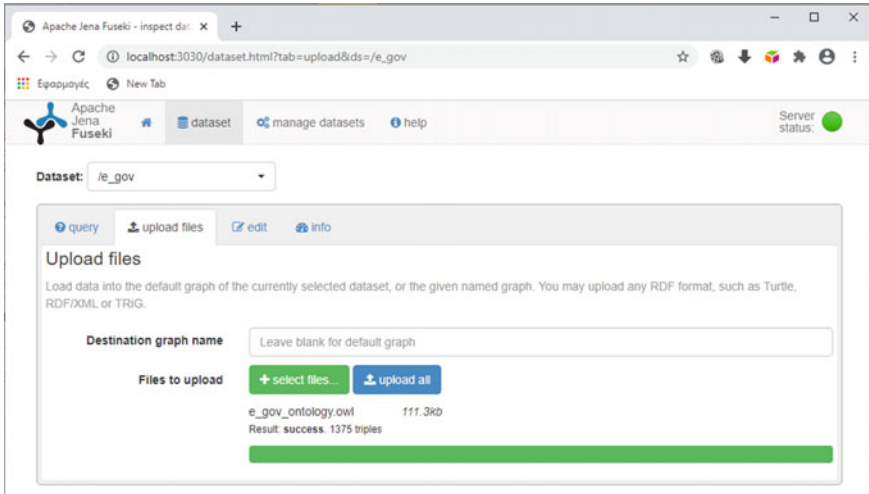 Apache Jena Fuseki - inspect dat
localhost:3030/dataset.html?tab=upload&ds=/e_gov
Εφαρμογές New Tab
Apache
Jena
Fuseki
dataset manage datasets help
Server
status:
Dataset: /e_gov
query upload files edit info
Upload files
Load data into the default graph of the currently selected dataset, or the given named graph. You may upload any RDF format, such as Turtle,
RDF/XML or TRiG.
Destination graph name Leave blank for default graph
Files to upload + select files... upload all
e_gov_ontology.owl 111.3kb
Result: success. 1375 triples